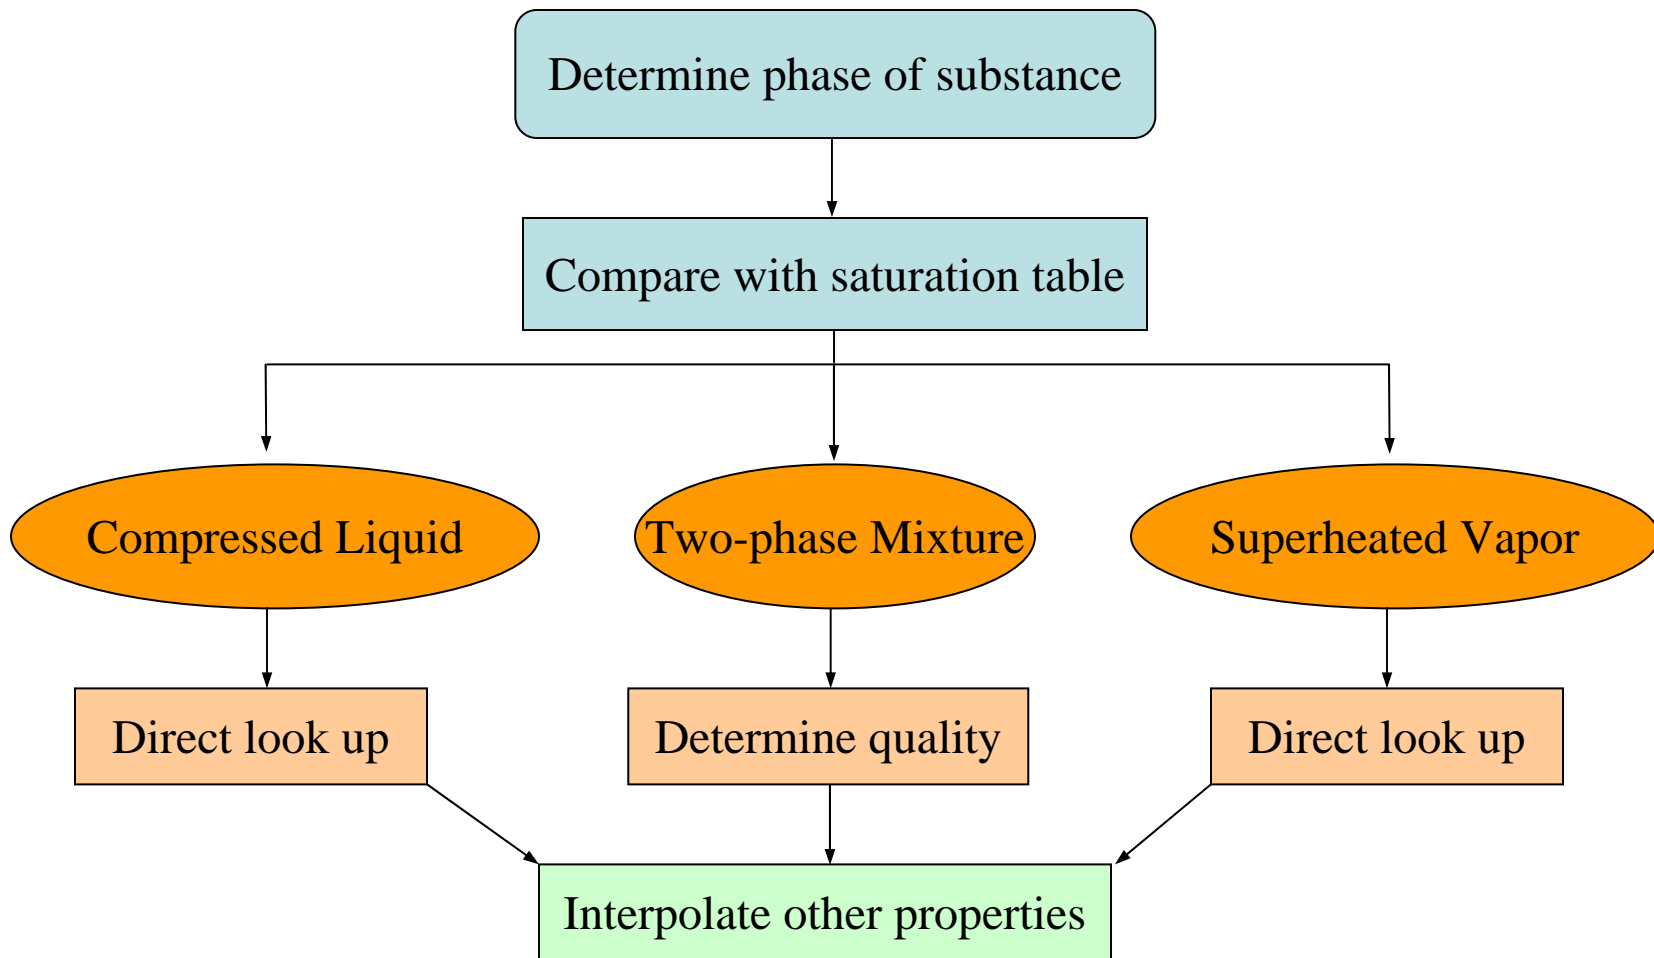 Determine phase of substance
Compare with saturation table
Compressed Liquid
Two-phase Mixture
Superheated Vapor
Direct look up
Determine quality
Direct look up
Interpolate other properties